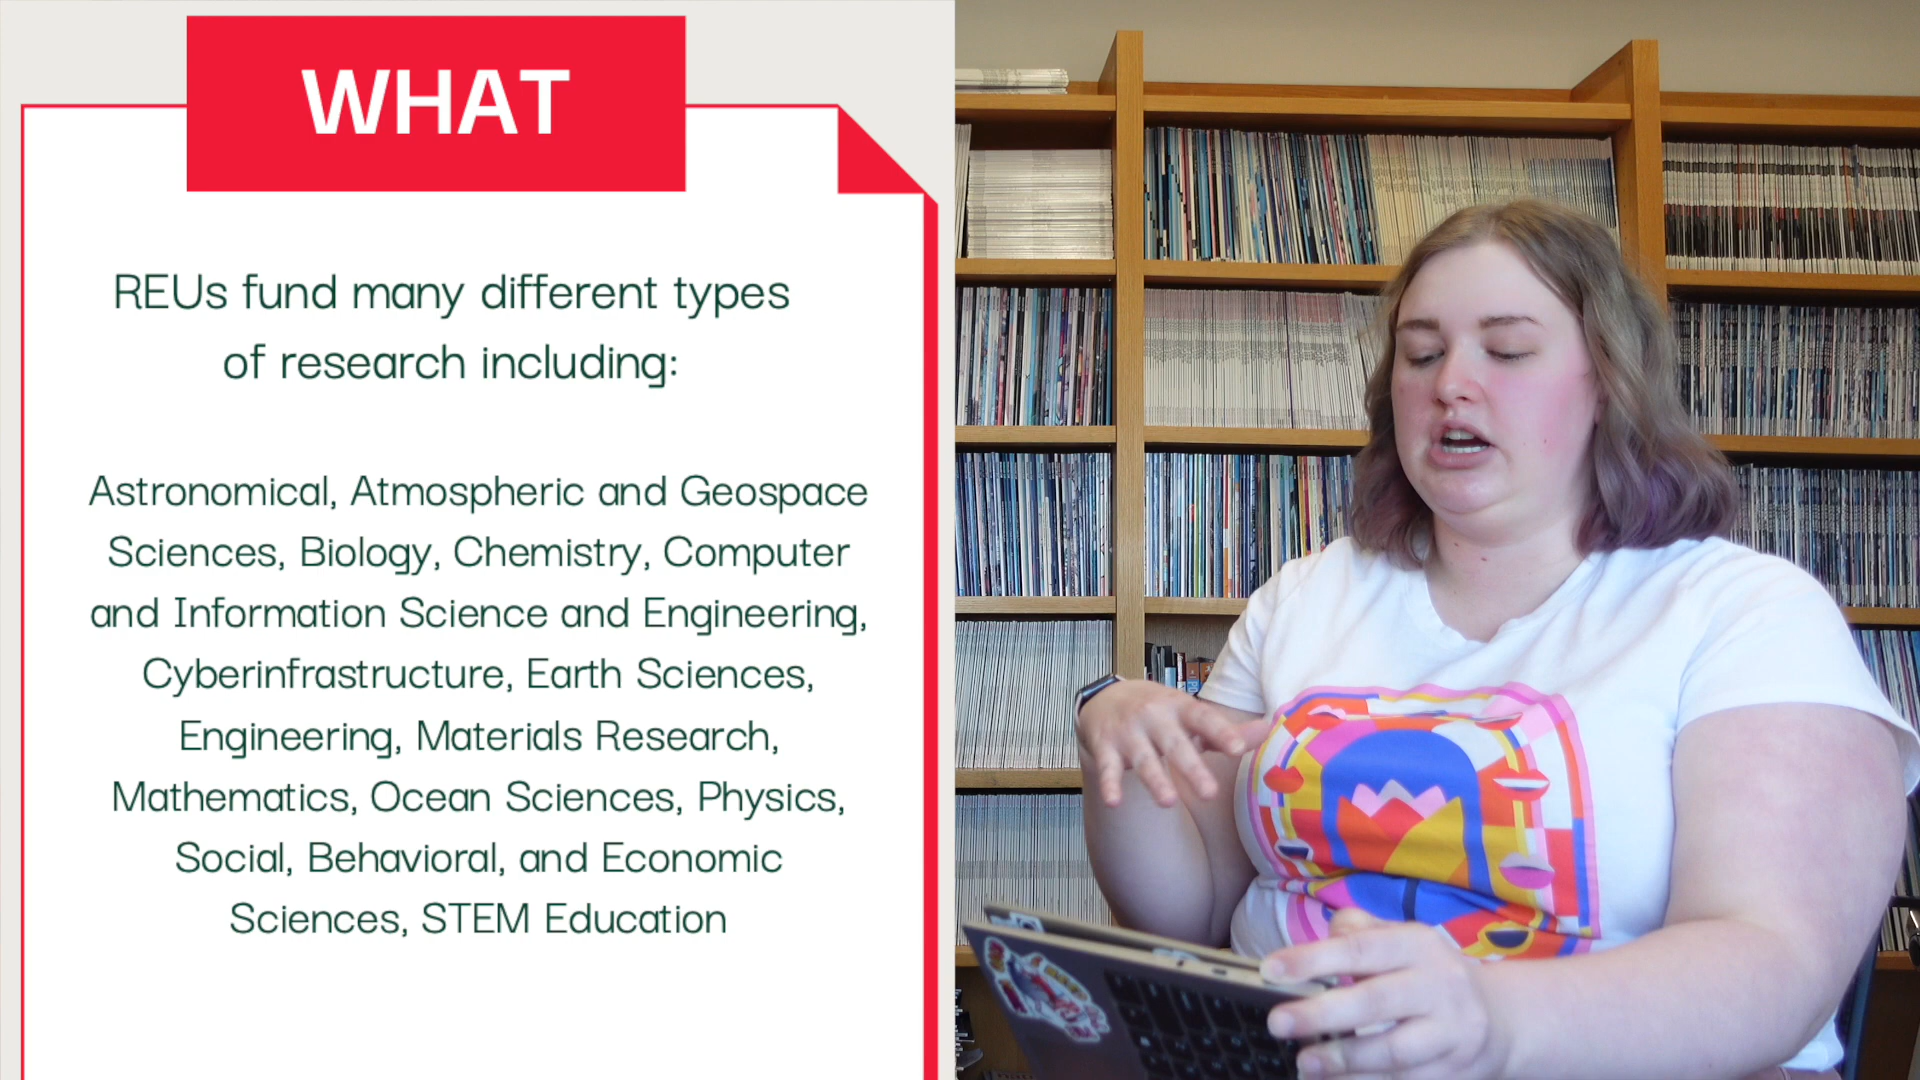 WHAT
REUs fund many different types
of research including:
Astronomical, Atmospheric and Geospace
Sciences, Biology, Chemistry, Computer
and Information Science and Engineering,
Cyberinfrastructure, Earth Sciences,
Engineering, Materials Research,
Mathematics, Ocean Sciences, Physics,
Social, Behavioral, and Economic
Sciences, STEM Education